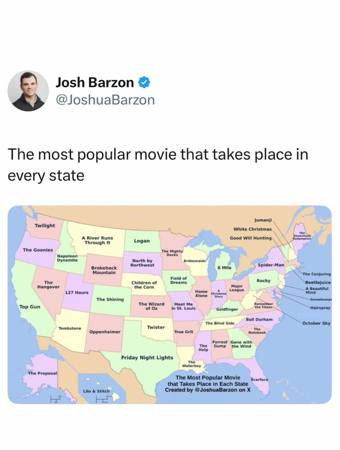 Josh Barzon
@JoshuaBarzon
The most popular movie that takes place in
every state
Jumanji
White Christmas
Good Will Hunting
Twilight
A River Runs
Through It
Logan
The Mighty
Ducks
The Goonies
Napoleon
Dynamite
Brokeback
Mountain
North by
Northwest
Bridesmaids
8 Mile
Spider-Man
The Conjuring
Beetlejuice
A Beautiful
Mind
The
Hangover
127 Hours
The Shining
Children of
the Corn
Field of
Dreams
Home
Alone
Major
League
Rocky
Hairspray
October Sky
Top Gun
The Wizard
of Oz
Meet Me
in St. Louis
Goldfinger
Remember
the Titans
Tombstone
Oppenheimer
Twister
True Grit
The Blind Side
Bull Durham
The
Notebook
Friday Night Lights
The
Help
Forrest
Gump
Gone with
the Wind
The
Waterboy
Scarface
The Proposal
Lilo & Stitch
The Most Popular Movie
that Takes Place in Each State
Created by @JoshuaBarzon on X